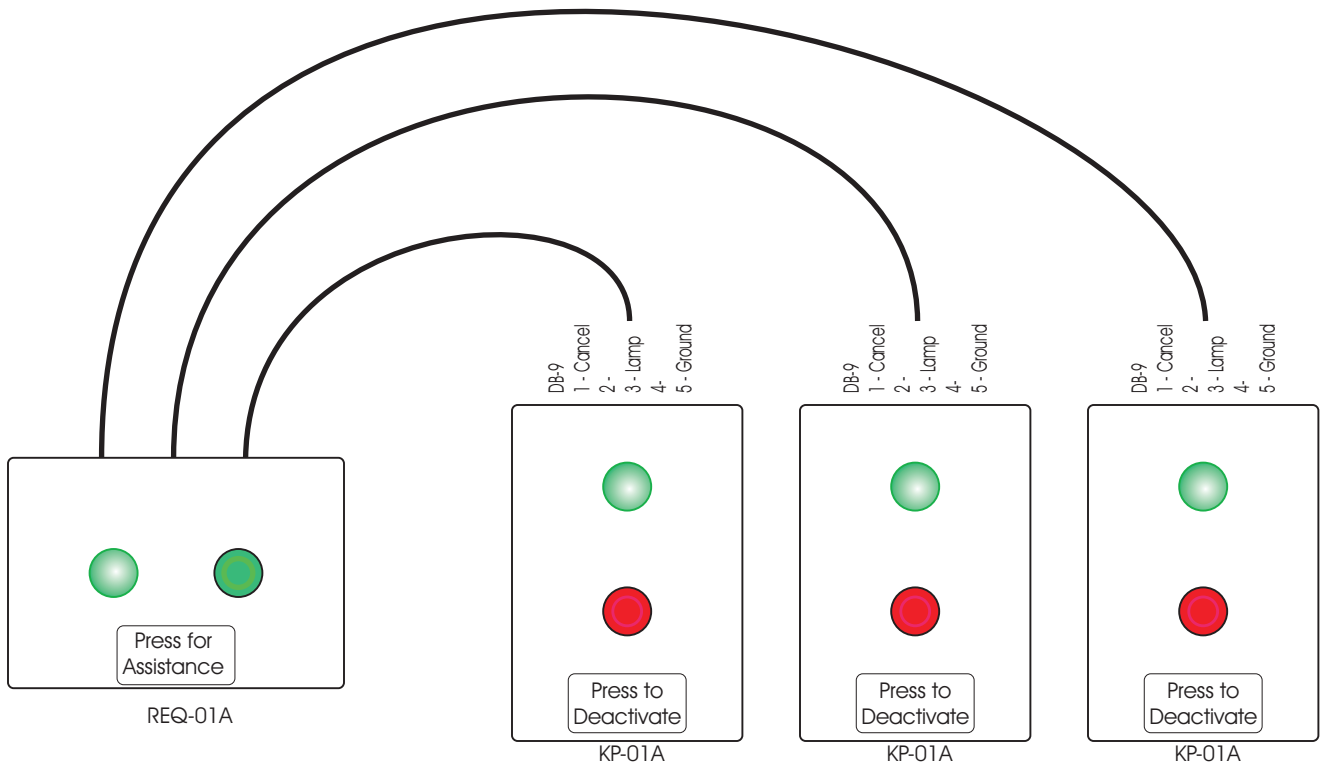 DB-9
1 - Cancel
2 -
3 - Lamp
4-
5 - Ground
DB-9
1 - Cancel
2 -
3 - Lamp
4-
5 - Ground
DB-9
1 - Cancel
2 -
3 - Lamp
4-
5 - Ground
Press for
Assistance
REQ-01A
Press to
Deactivate
KP-01A
Press to
Deactivate
KP-01A
Press to
Deactivate
KP-01A